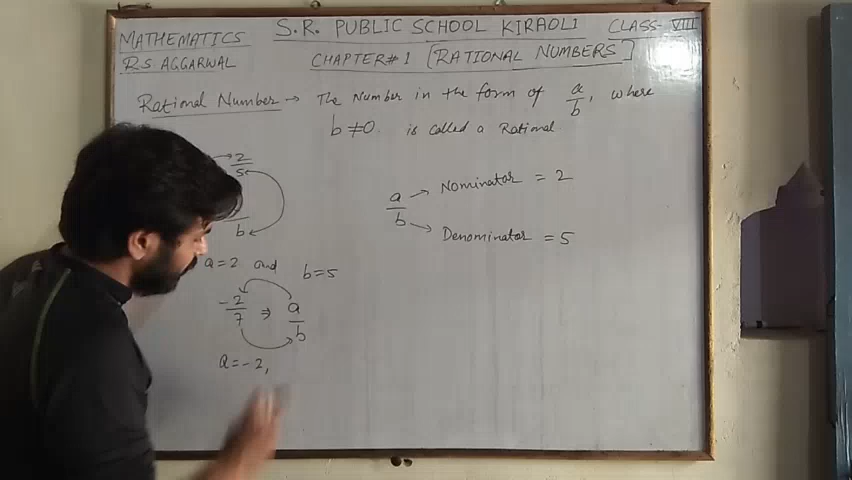 MATHEMATICS S.R. PUBLIC SCHOOL KIRAOLI CLASS-VIII
RS AGGARWAL CHAPTER#1 [RATIONAL NUMBERS]
Rational Number → The Number in the form of a/b, where
b≠0. is called a Rational.
→ 2/5
b
a/b → Nominator = 2
→ Denominator = 5
a=2 and b=5
-2/7 ⇒ a/b
a=-2,